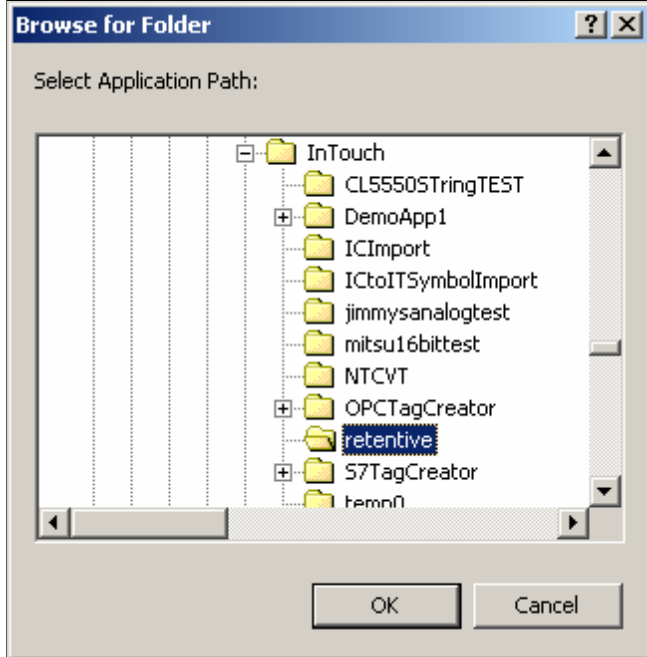 Browse for Folder
Select Application Path:
InTouch
CL5550STringTEST
DemoApp1
ICImport
ICtoITSymbolImport
jimmysanalogtest
mitsu16bittest
NTCVT
OPCTagCreator
retentive
S7TagCreator
temp0
OK Cancel